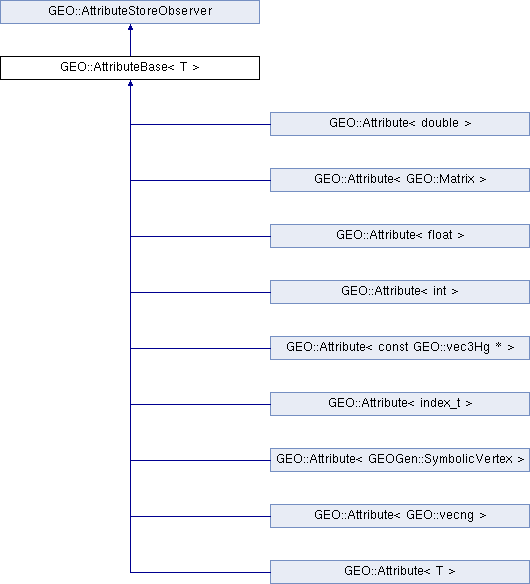 GEO::AttributeStoreObserver
GEO::AttributeBase< T >
GEO::Attribute< double >
GEO::Attribute< GEO::Matrix >
GEO::Attribute< float >
GEO::Attribute< int >
GEO::Attribute< const GEO::vec3Hg * >
GEO::Attribute< index_t >
GEO::Attribute< GEOGen::SymbolicVertex >
GEO::Attribute< GEO::vecng >
GEO::Attribute< T >